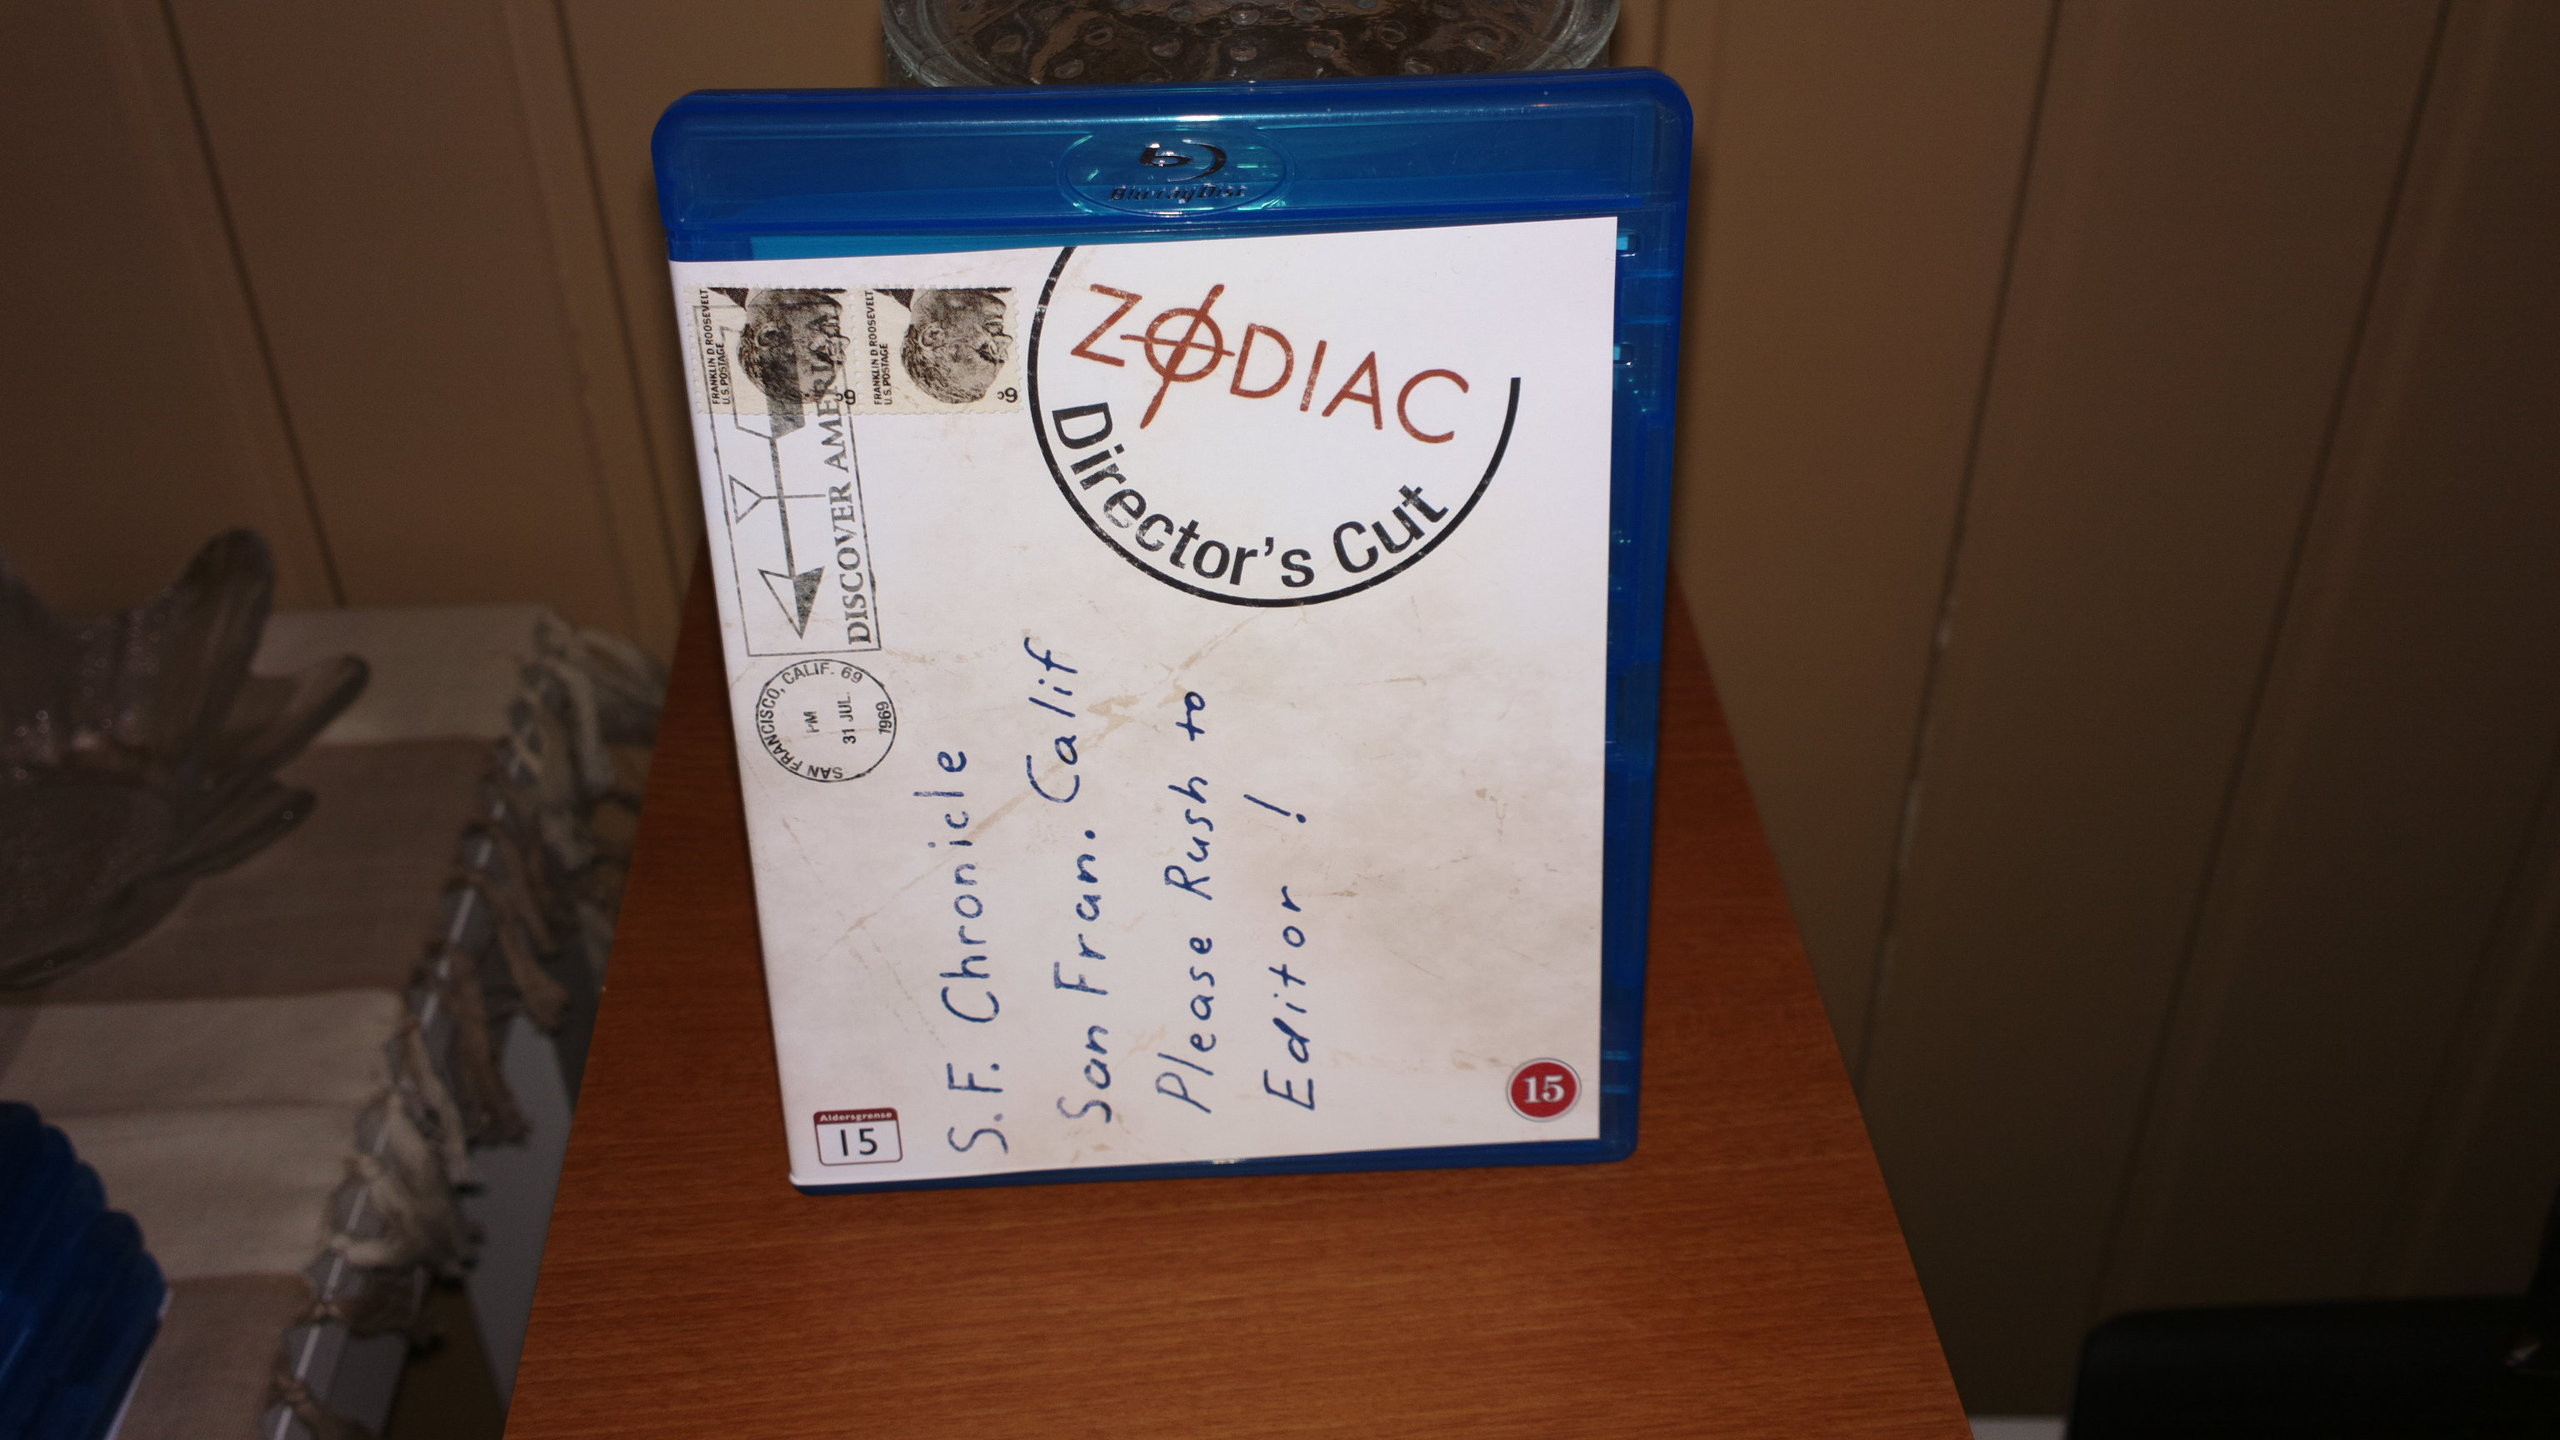 Blu-ray Disc
ZODIAC
Director's Cut
FRANKLIN D. ROOSEVELT
U.S. POSTAGE
6¢
FRANKLIN D. ROOSEVELT
U.S. POSTAGE
6¢
DISCOVER AMERICA
SAN FRANCISCO, CALIF. 69
PM
31 JUL.
1969
S.F. Chronicle
San Fran. Calif
Please Rush to
Editor!
Aldersgrense
15
15